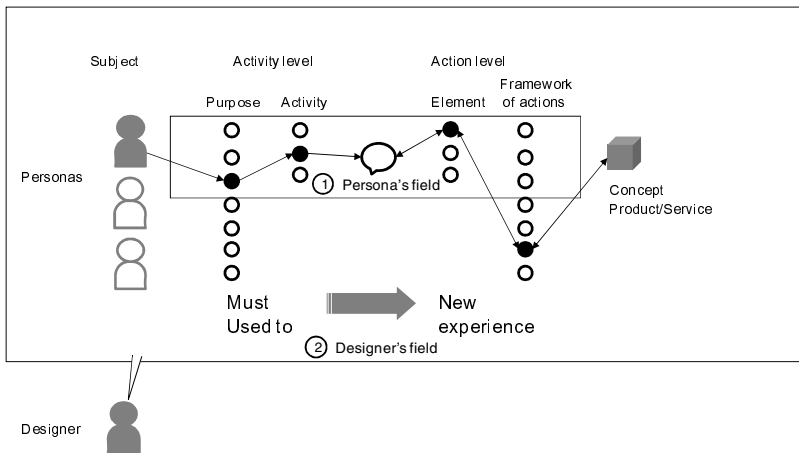 Subject
Activity level
Action level
Purpose
Activity
Element
Framework
of actions
Personas
1 Persona's field
Concept
Product/Service
Must
Used to
New
experience
2 Designer's field
Designer